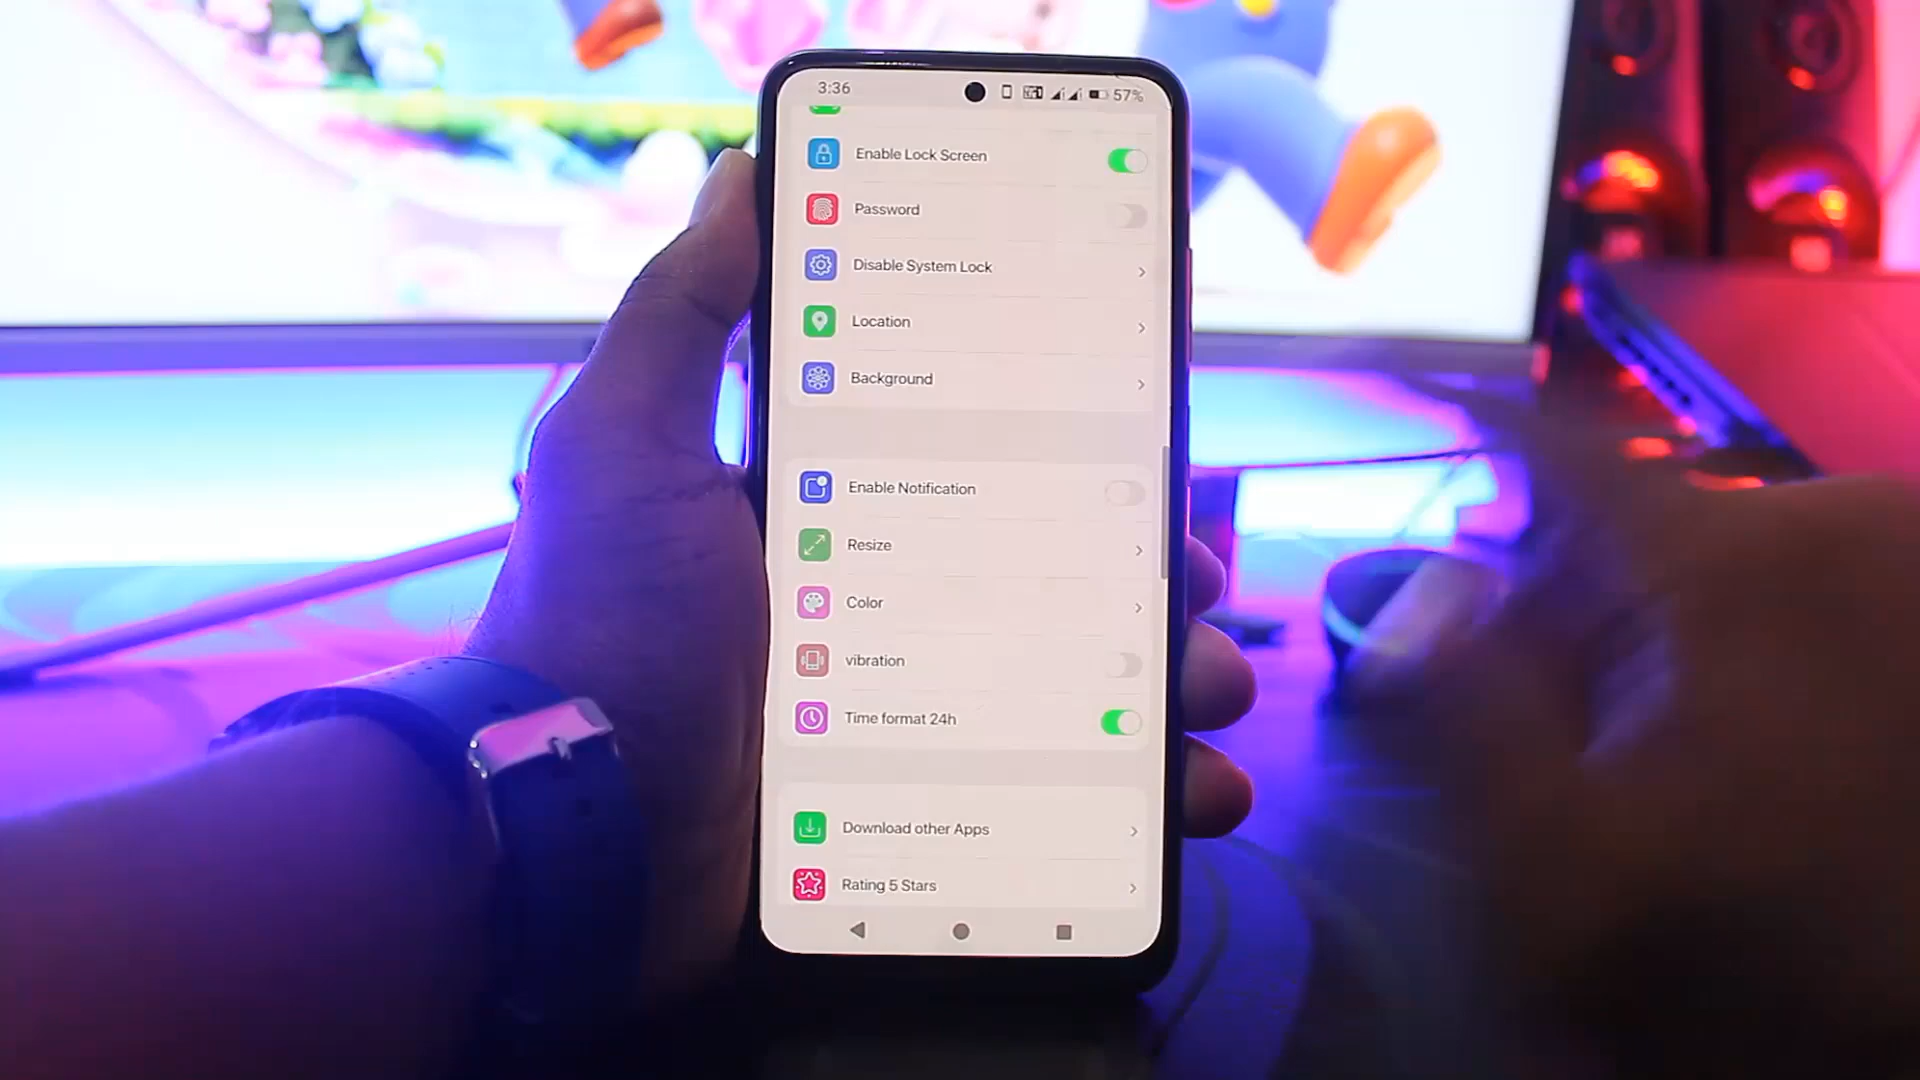 3:36
57%
Enable Lock Screen
Password
Disable System Lock
Location
Background
Enable Notification
Resize
Color
vibration
Time format 24h
Download other Apps
Rating 5 Stars